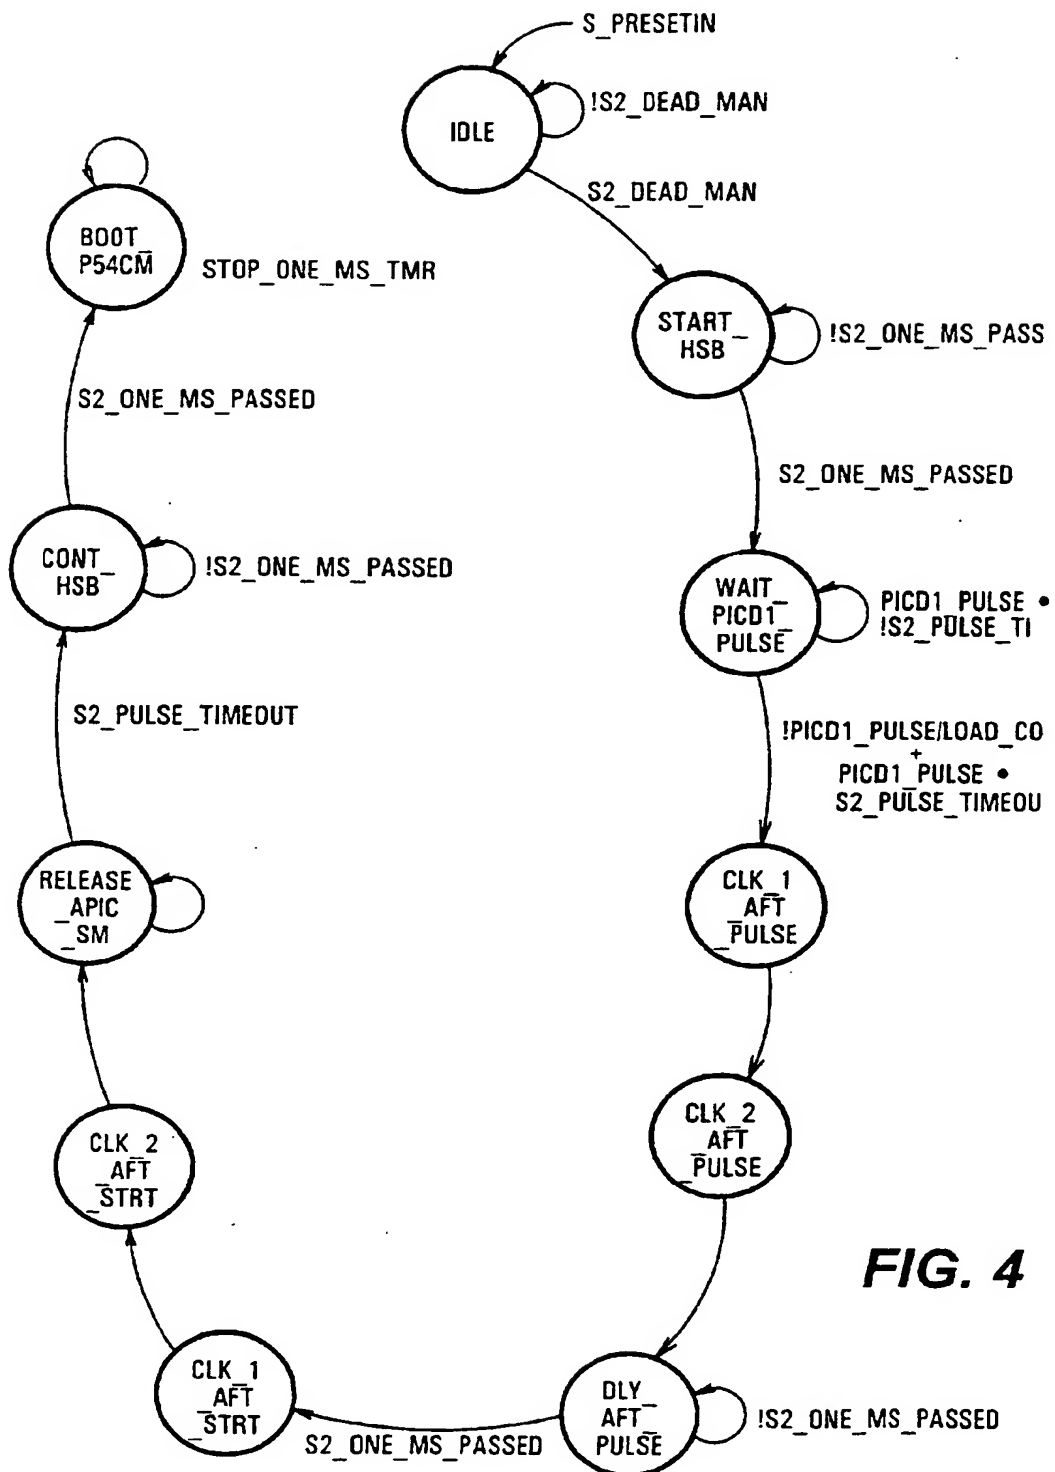 S_PRESETIN
IDLE
!S2_DEAD_MAN
S2_DEAD_MAN
BOOT_
P54CM
STOP_ONE_MS_TMR
START_
HSB
!S2_ONE_MS_PASS
S2_ONE_MS_PASSED
S2_ONE_MS_PASSED
CONT_
HSB
!S2_ONE_MS_PASSED
WAIT_
PICD1_
PULSE
PICD1_PULSE •
!S2_PULSE_TI
S2_PULSE_TIMEOUT
!PICD1_PULSE/LOAD_CO
+
PICD1_PULSE •
S2_PULSE_TIMEOU
RELEASE
_APIC
_SM
CLK_1
_AFT
_PULSE
CLK_2
_AFT
_PULSE
CLK_2
_AFT
_STRT
FIG. 4
CLK_1
_AFT
_STRT
S2_ONE_MS_PASSED
DLY_
AFT_
PULSE
!S2_ONE_MS_PASSED